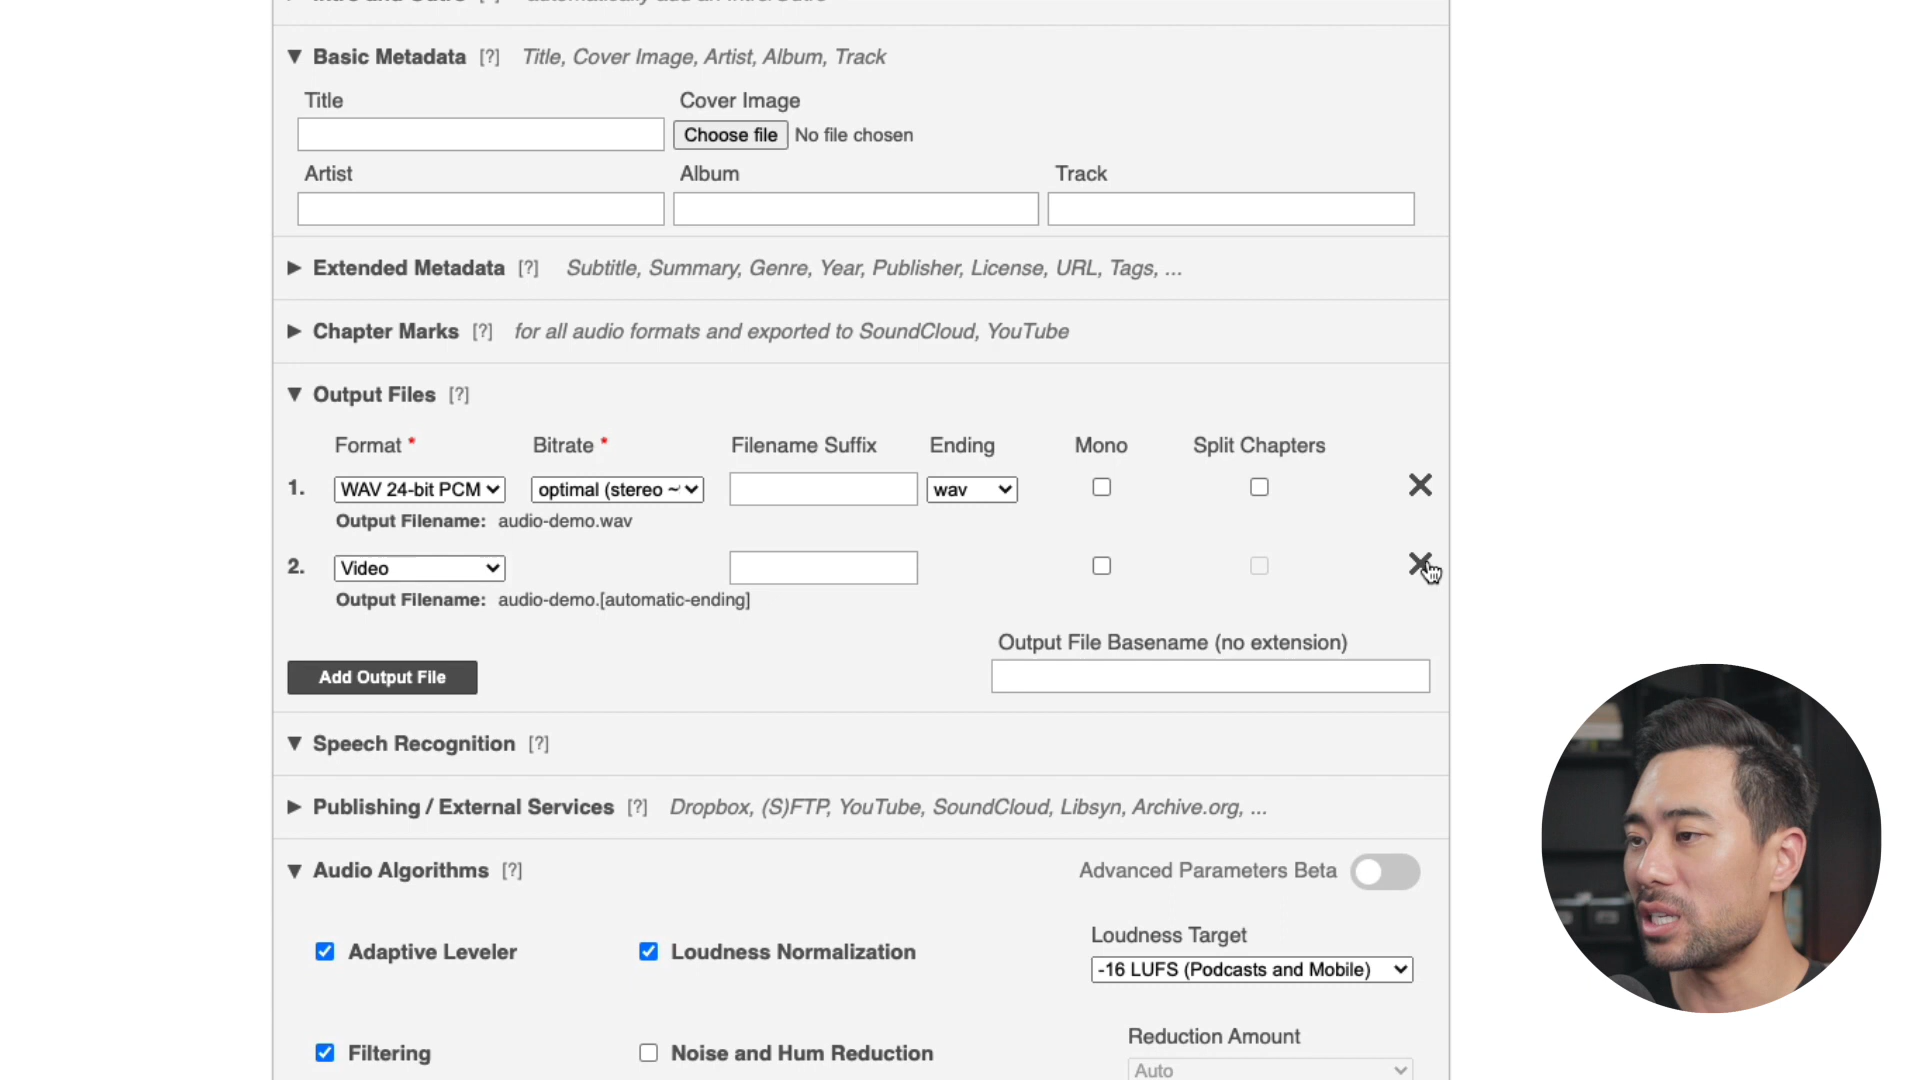 Basic Metadata [?] Title, Cover Image, Artist, Album, Track
Title Cover Image
Choose file No file chosen
Artist Album Track
Extended Metadata [?] Subtitle, Summary, Genre, Year, Publisher, License, URL, Tags, ...
Chapter Marks [?] for all audio formats and exported to SoundCloud, YouTube
Output Files [?]
Format * Bitrate * Filename Suffix Ending Mono Split Chapters
1. WAV 24-bit PCM optimal (stereo ~ wav
Output Filename: audio-demo.wav
2. Video
Output Filename: audio-demo.[automatic-ending]
Output File Basename (no extension)
Add Output File
Speech Recognition [?]
Publishing / External Services [?] Dropbox, (S)FTP, YouTube, SoundCloud, Libsyn, Archive.org, ...
Audio Algorithms [?] Advanced Parameters Beta
Loudness Target
Adaptive Leveler Loudness Normalization -16 LUFS (Podcasts and Mobile)
Reduction Amount
Filtering Noise and Hum Reduction Auto